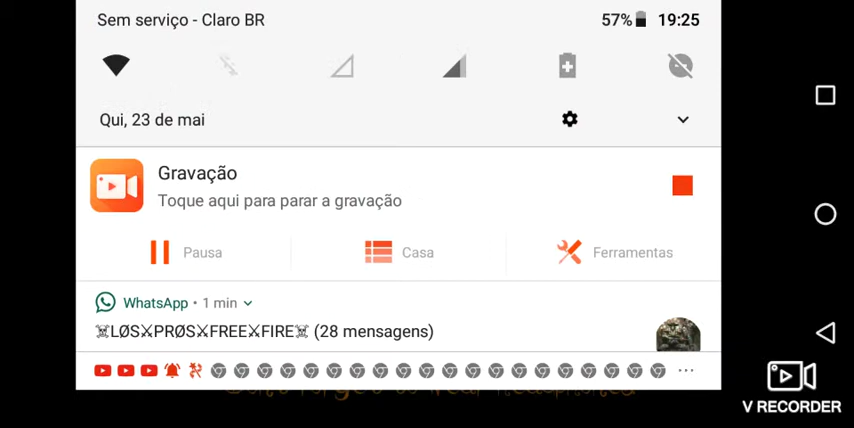 Sem serviço - Claro BR
57% 19:25
Qui, 23 de mai
Gravação
Toque aqui para parar a gravação
Pausa
Casa
Ferramentas
WhatsApp • 1 min
☠LØS⚔PRØS⚔FREE⚔FIRE☠ (28 mensagens)
V RECORDER